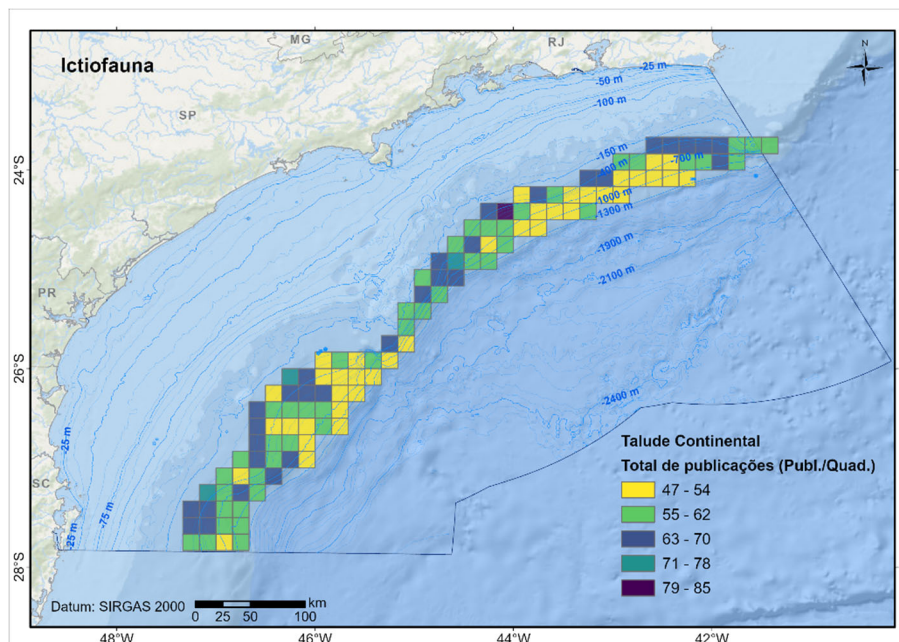 MG
RJ
N
Ictiofauna
-25 m
-50 m
-100 m
SP
-150 m
-700 m
-400 m
24°S
-1000 m
-1300 m
-1900 m
-2100 m
PR
26°S
-2400 m
-25 m
Talude Continental
Total de publicações (Publ./Quad.)
SC
47 - 54
-75 m
55 - 62
-25 m
63 - 70
71 - 78
28°S
79 - 85
Datum: SIRGAS 2000
km
0 25 50 100
48°W 46°W 44°W 42°W